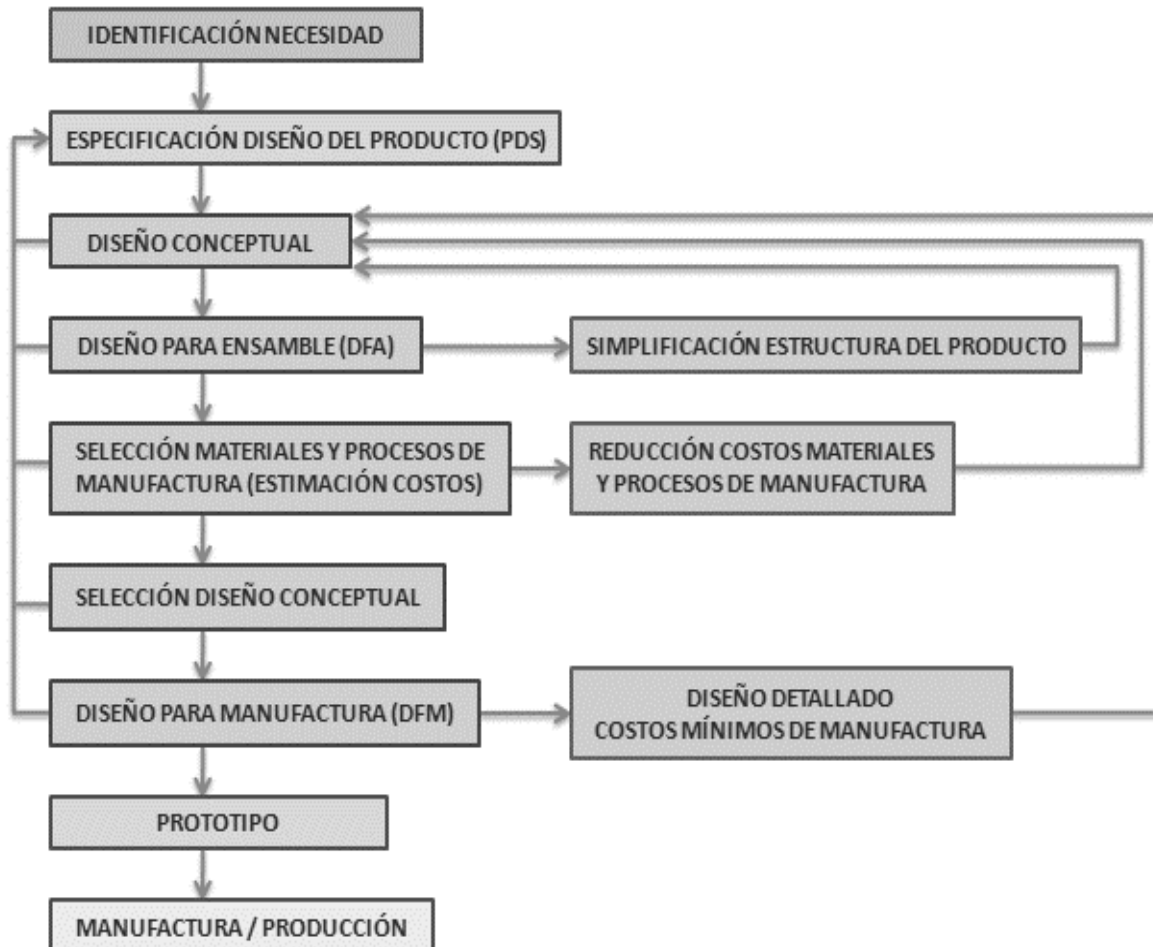 IDENTIFICACIÓN NECESIDAD
ESPECIFICACIÓN DISEÑO DEL PRODUCTO (PDS)
DISEÑO CONCEPTUAL
DISEÑO PARA ENSAMBLE (DFA)
SIMPLIFICACIÓN ESTRUCTURA DEL PRODUCTO
SELECCIÓN MATERIALES Y PROCESOS DE
MANUFACTURA (ESTIMACIÓN COSTOS)
REDUCCIÓN COSTOS MATERIALES
Y PROCESOS DE MANUFACTURA
SELECCIÓN DISEÑO CONCEPTUAL
DISEÑO PARA MANUFACTURA (DFM)
DISEÑO DETALLADO
COSTOS MÍNIMOS DE MANUFACTURA
PROTOTIPO
MANUFACTURA / PRODUCCIÓN